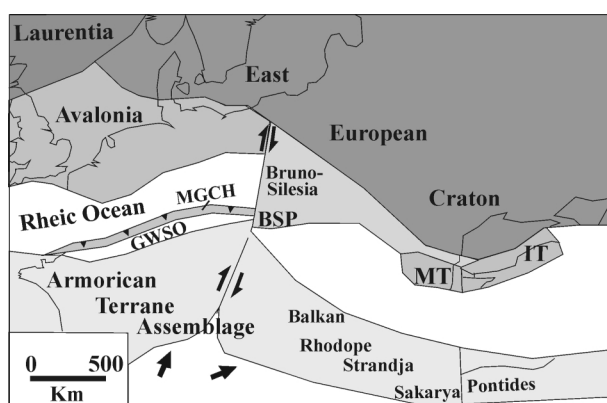 Laurentia
East
Avalonia
European
Bruno-
Silesia
Craton
MGCH
Rheic Ocean
BSP
GWSO
IT
MT
Armorican
Terrane
Assemblage
Balkan
Rhodope
Strandja
Sakarya
Pontides
0 500
Km